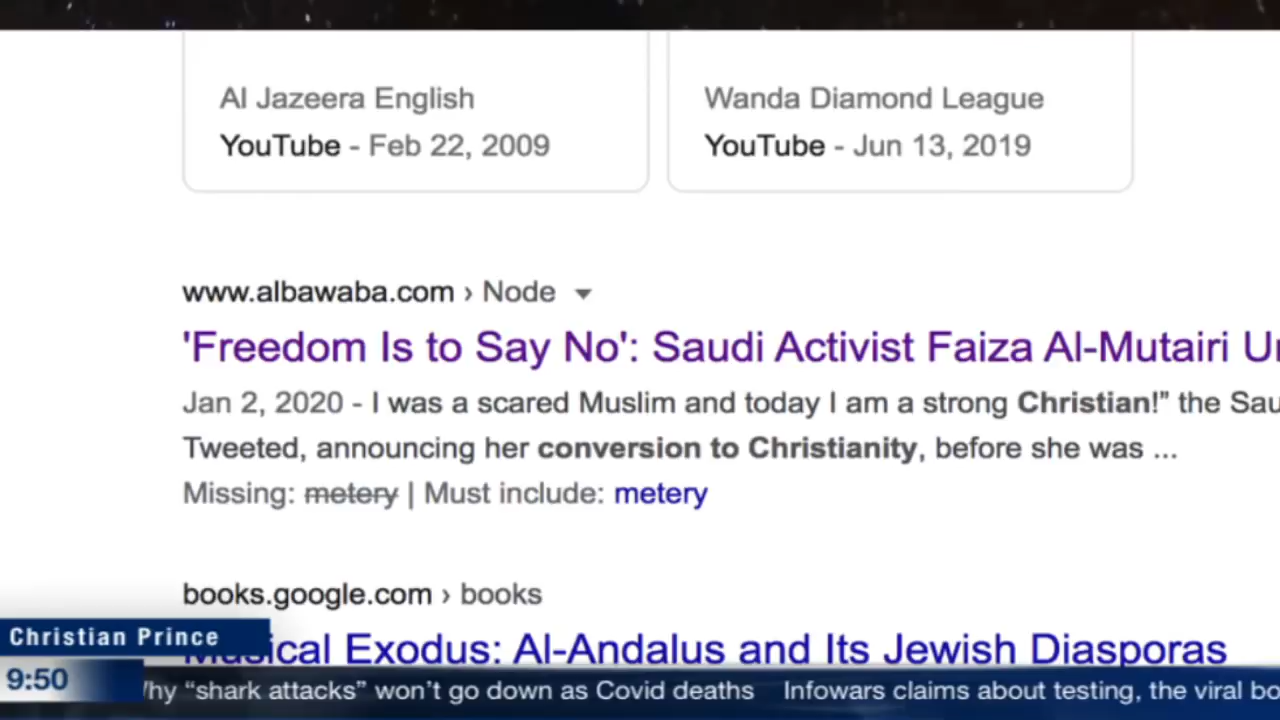 Al Jazeera English
YouTube - Feb 22, 2009
Wanda Diamond League
YouTube - Jun 13, 2019
www.albawaba.com › Node
'Freedom Is to Say No': Saudi Activist Faiza Al-Mutairi
Jan 2, 2020 - I was a scared Muslim and today I am a strong Christian!” the
Tweeted, announcing her conversion to Christianity, before she was ...
Missing: metery | Must include: metery
books.google.com › books
Exodus: Al-Andalus and Its Jewish Diasporas
Christian Prince
9:50
“shark attacks” won’t go down as Covid deaths Infowars claims about testing, the viral